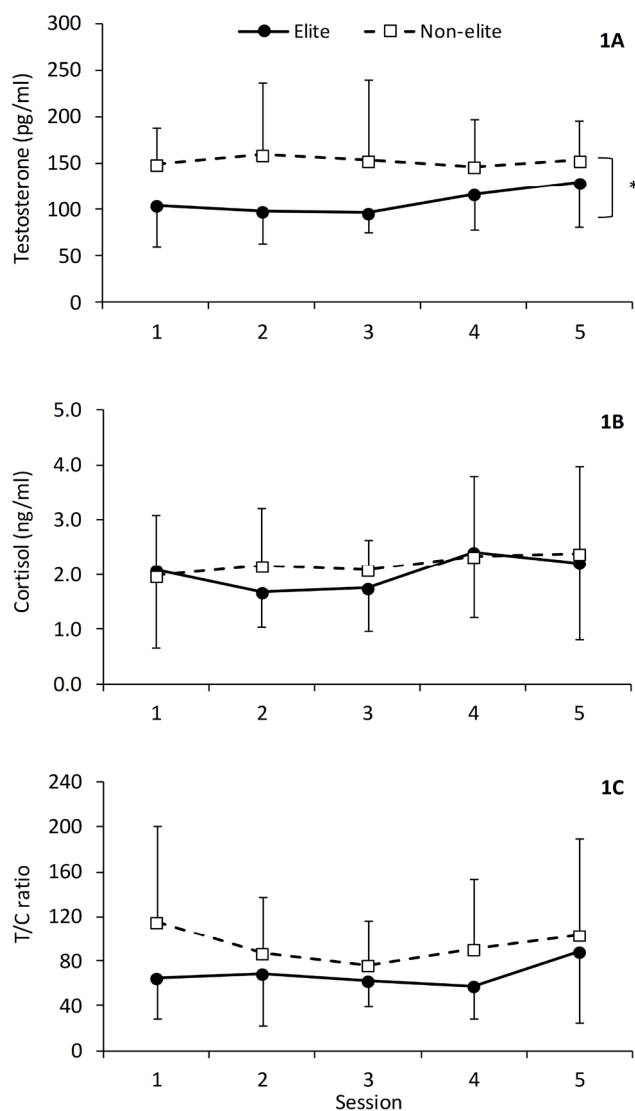 Elite Non-elite 1A
Testosterone (pg/ml)
300
250
200
150
100
50
0
*
1 2 3 4 5
1B
Cortisol (ng/ml)
5.0
4.0
3.0
2.0
1.0
0.0
1 2 3 4 5
1C
T/C ratio
240
200
160
120
80
40
0
1 2 3 4 5
Session